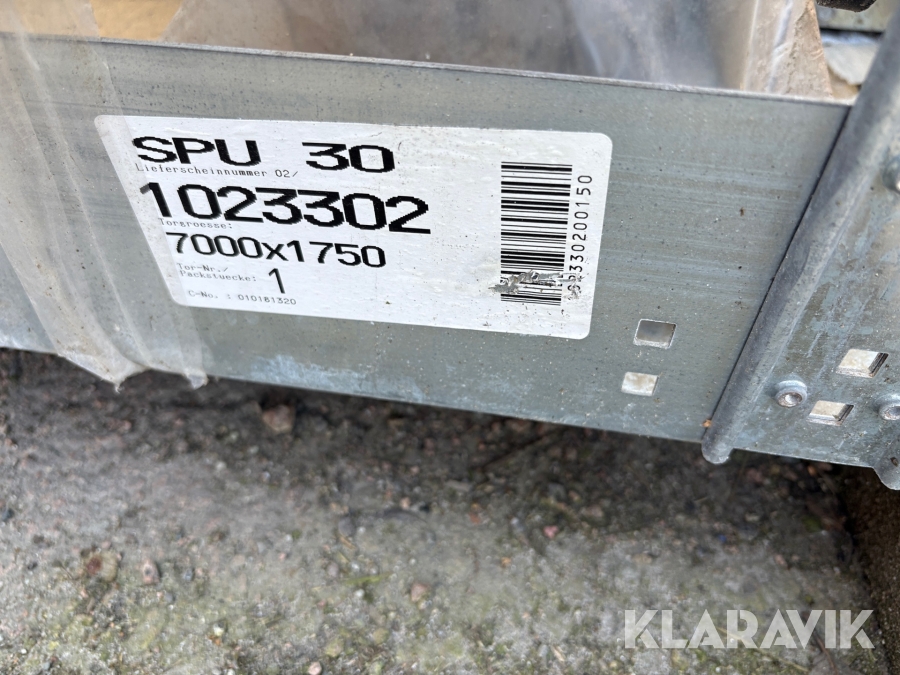 SPU 30
Lieferscheinnummer 02/
1023302
Torgroesse:
7000x1750
Tor-Nr./
Packstuecke: 1
C-No. : 010181320
KLARAVIK